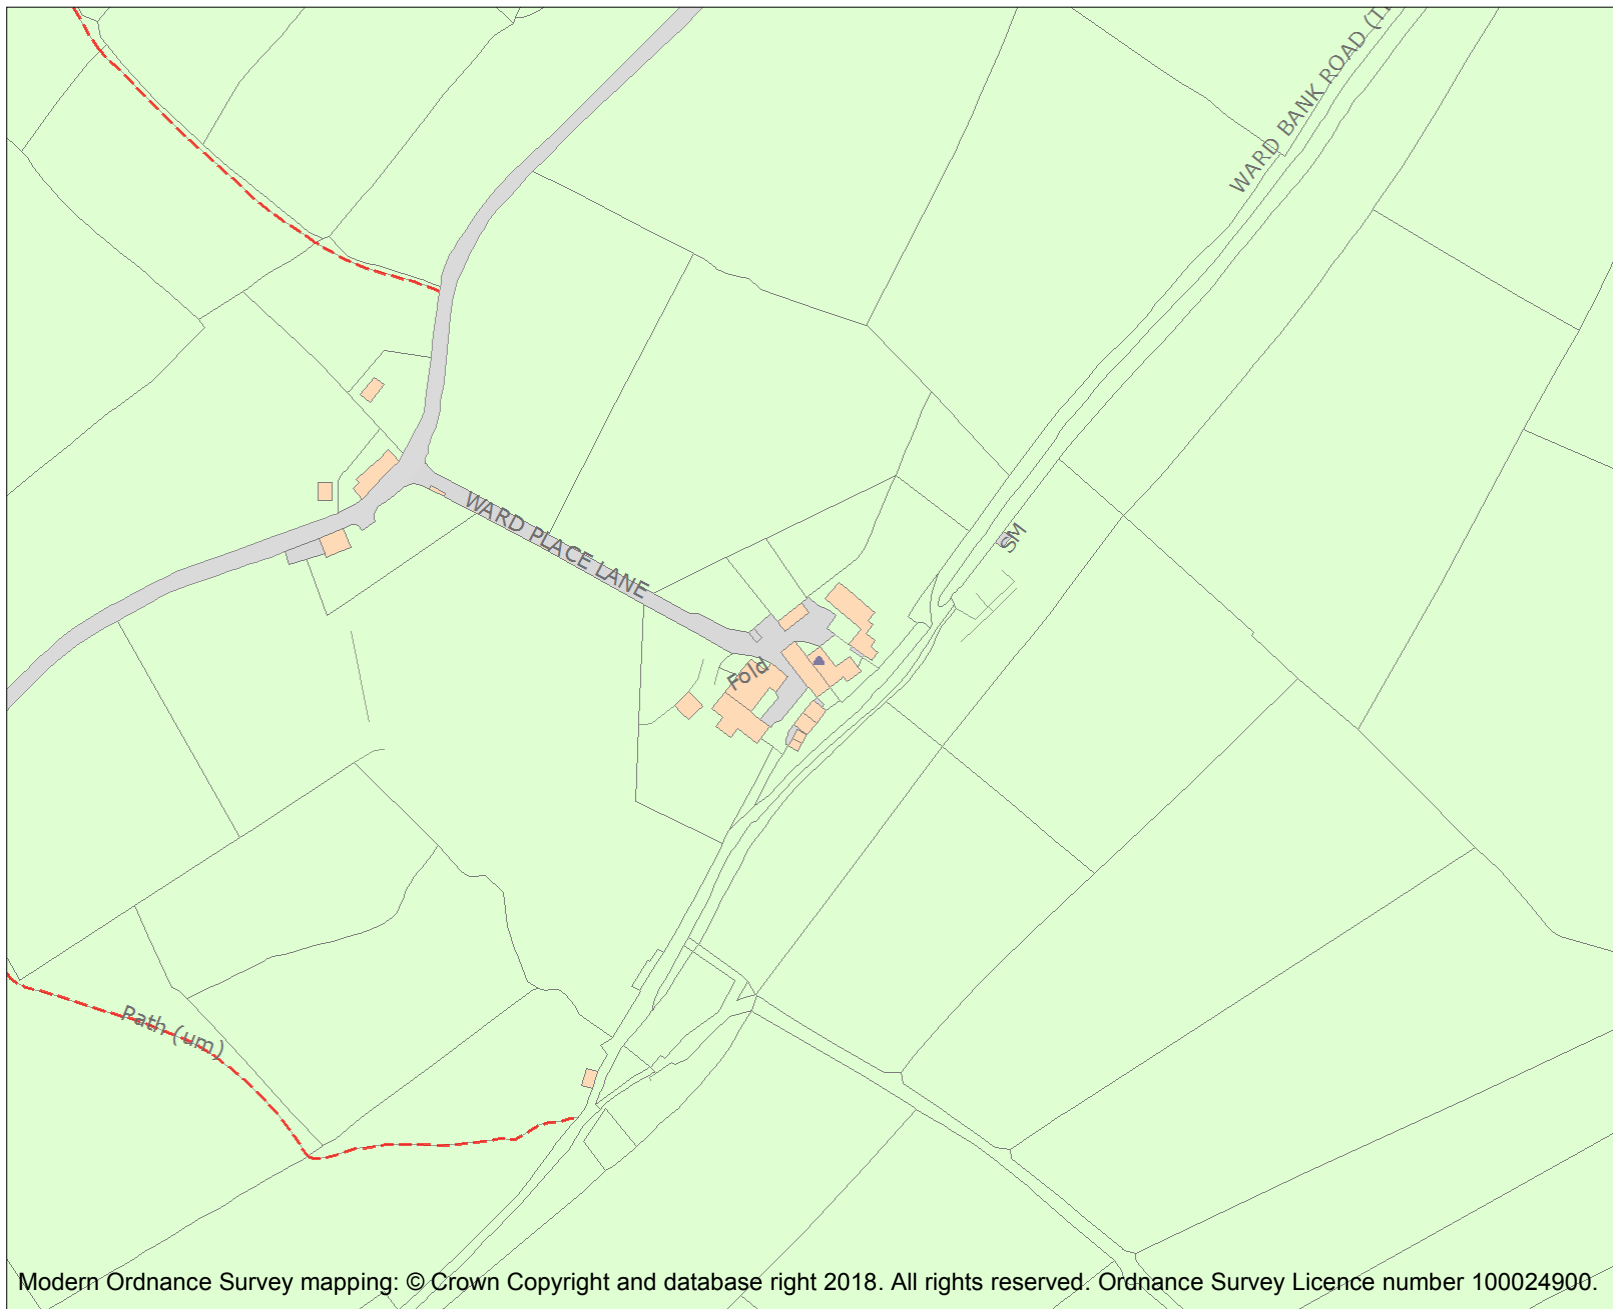 WARD BANK ROAD (T
WARD PLACE LANE
SM
Fold
Path (um)
Modern Ordnance Survey mapping: © Crown Copyright and database right 2018. All rights reserved. Ordnance Survey Licence number 100024900.